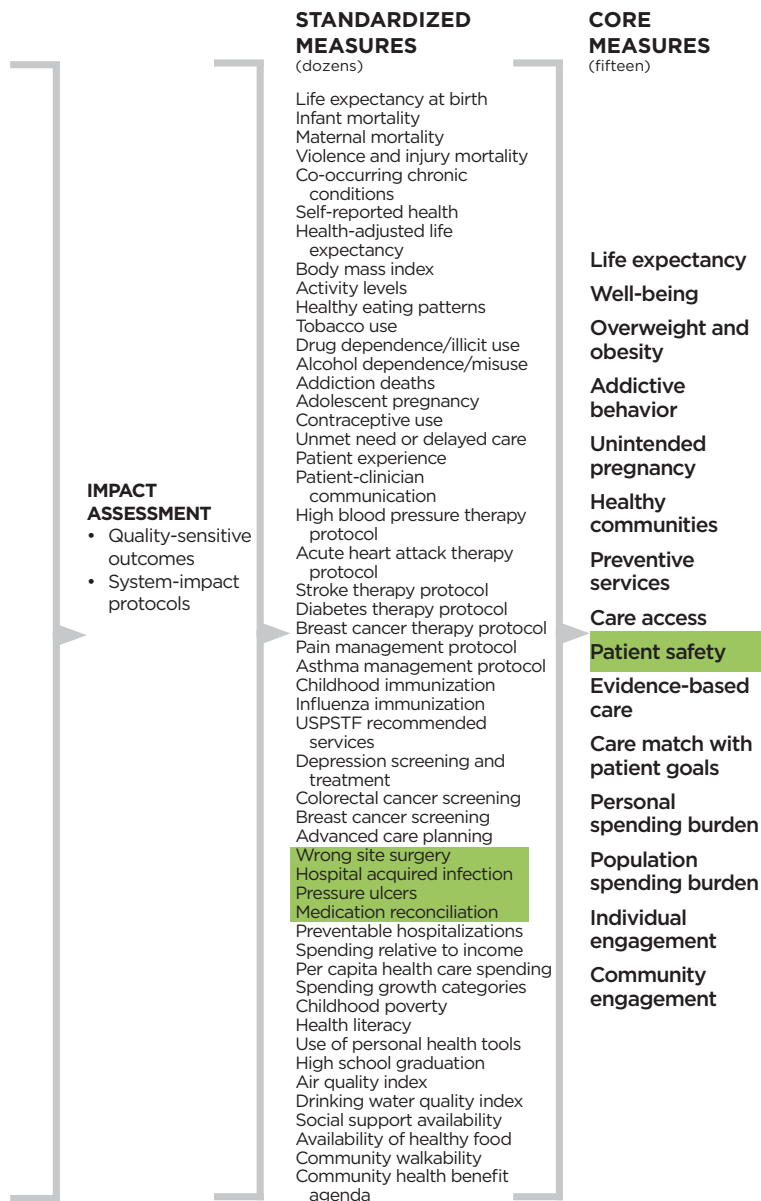 IMPACT
ASSESSMENT
• Quality-sensitive
outcomes
• System-impact
protocols
STANDARDIZED
MEASURES
(dozens)
Life expectancy at birth
Infant mortality
Maternal mortality
Violence and injury mortality
Co-occurring chronic
conditions
Self-reported health
Health-adjusted life
expectancy
Body mass index
Activity levels
Healthy eating patterns
Tobacco use
Drug dependence/illicit use
Alcohol dependence/misuse
Addiction deaths
Adolescent pregnancy
Contraceptive use
Unmet need or delayed care
Patient experience
Patient-clinician
communication
High blood pressure therapy
protocol
Acute heart attack therapy
protocol
Stroke therapy protocol
Diabetes therapy protocol
Breast cancer therapy protocol
Pain management protocol
Asthma management protocol
Childhood immunization
Influenza immunization
USPSTF recommended
services
Depression screening and
treatment
Colorectal cancer screening
Breast cancer screening
Advanced care planning
Wrong site surgery
Hospital acquired infection
Pressure ulcers
Medication reconciliation
Preventable hospitalizations
Spending relative to income
Per capita health care spending
Spending growth categories
Childhood poverty
Health literacy
Use of personal health tools
High school graduation
Air quality index
Drinking water quality index
Social support availability
Availability of healthy food
Community walkability
Community health benefit
agenda
CORE
MEASURES
(fifteen)
Life expectancy
Well-being
Overweight and
obesity
Addictive
behavior
Unintended
pregnancy
Healthy
communities
Preventive
services
Care access
Patient safety
Evidence-based
care
Care match with
patient goals
Personal
spending burden
Population
spending burden
Individual
engagement
Community
engagement